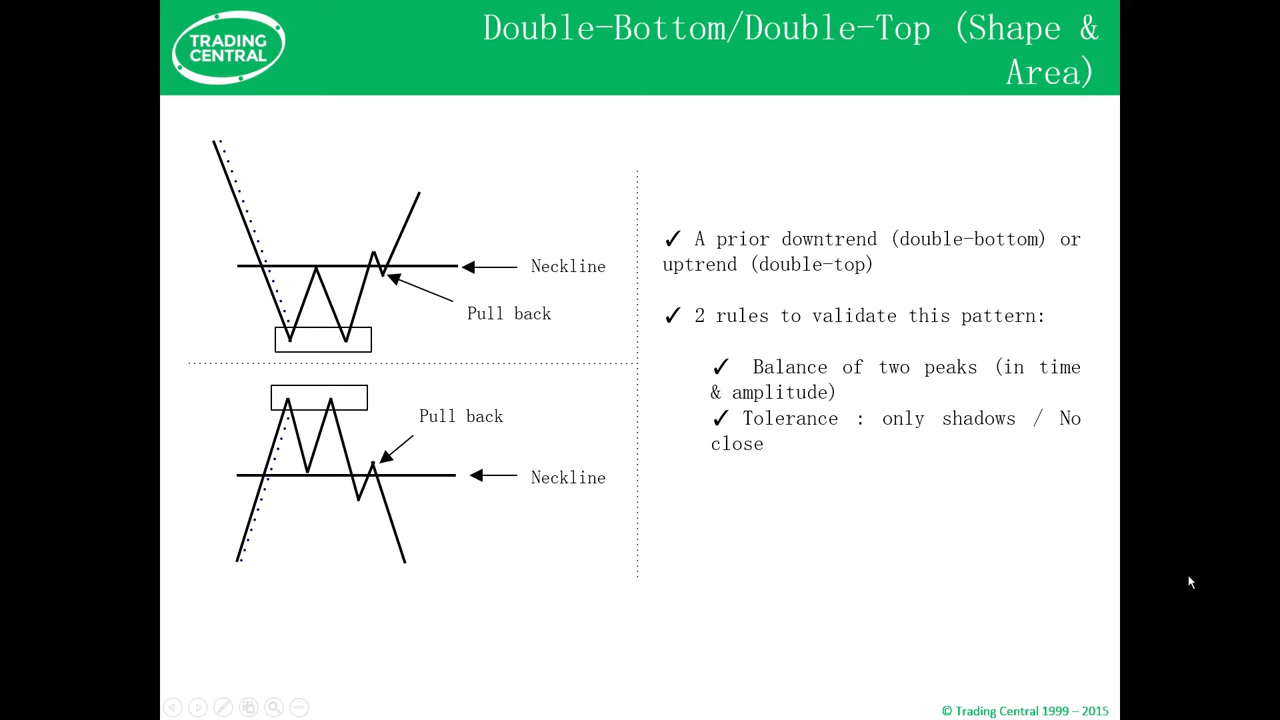 TRADING
CENTRAL
Double-Bottom/Double-Top (Shape &
Area)
Neckline
Pull back
Pull back
Neckline
✓ A prior downtrend (double-bottom) or
uptrend (double-top)
✓ 2 rules to validate this pattern:
✓ Balance of two peaks (in time
& amplitude)
✓ Tolerance : only shadows / No
close
© Trading Central 1999 – 2015